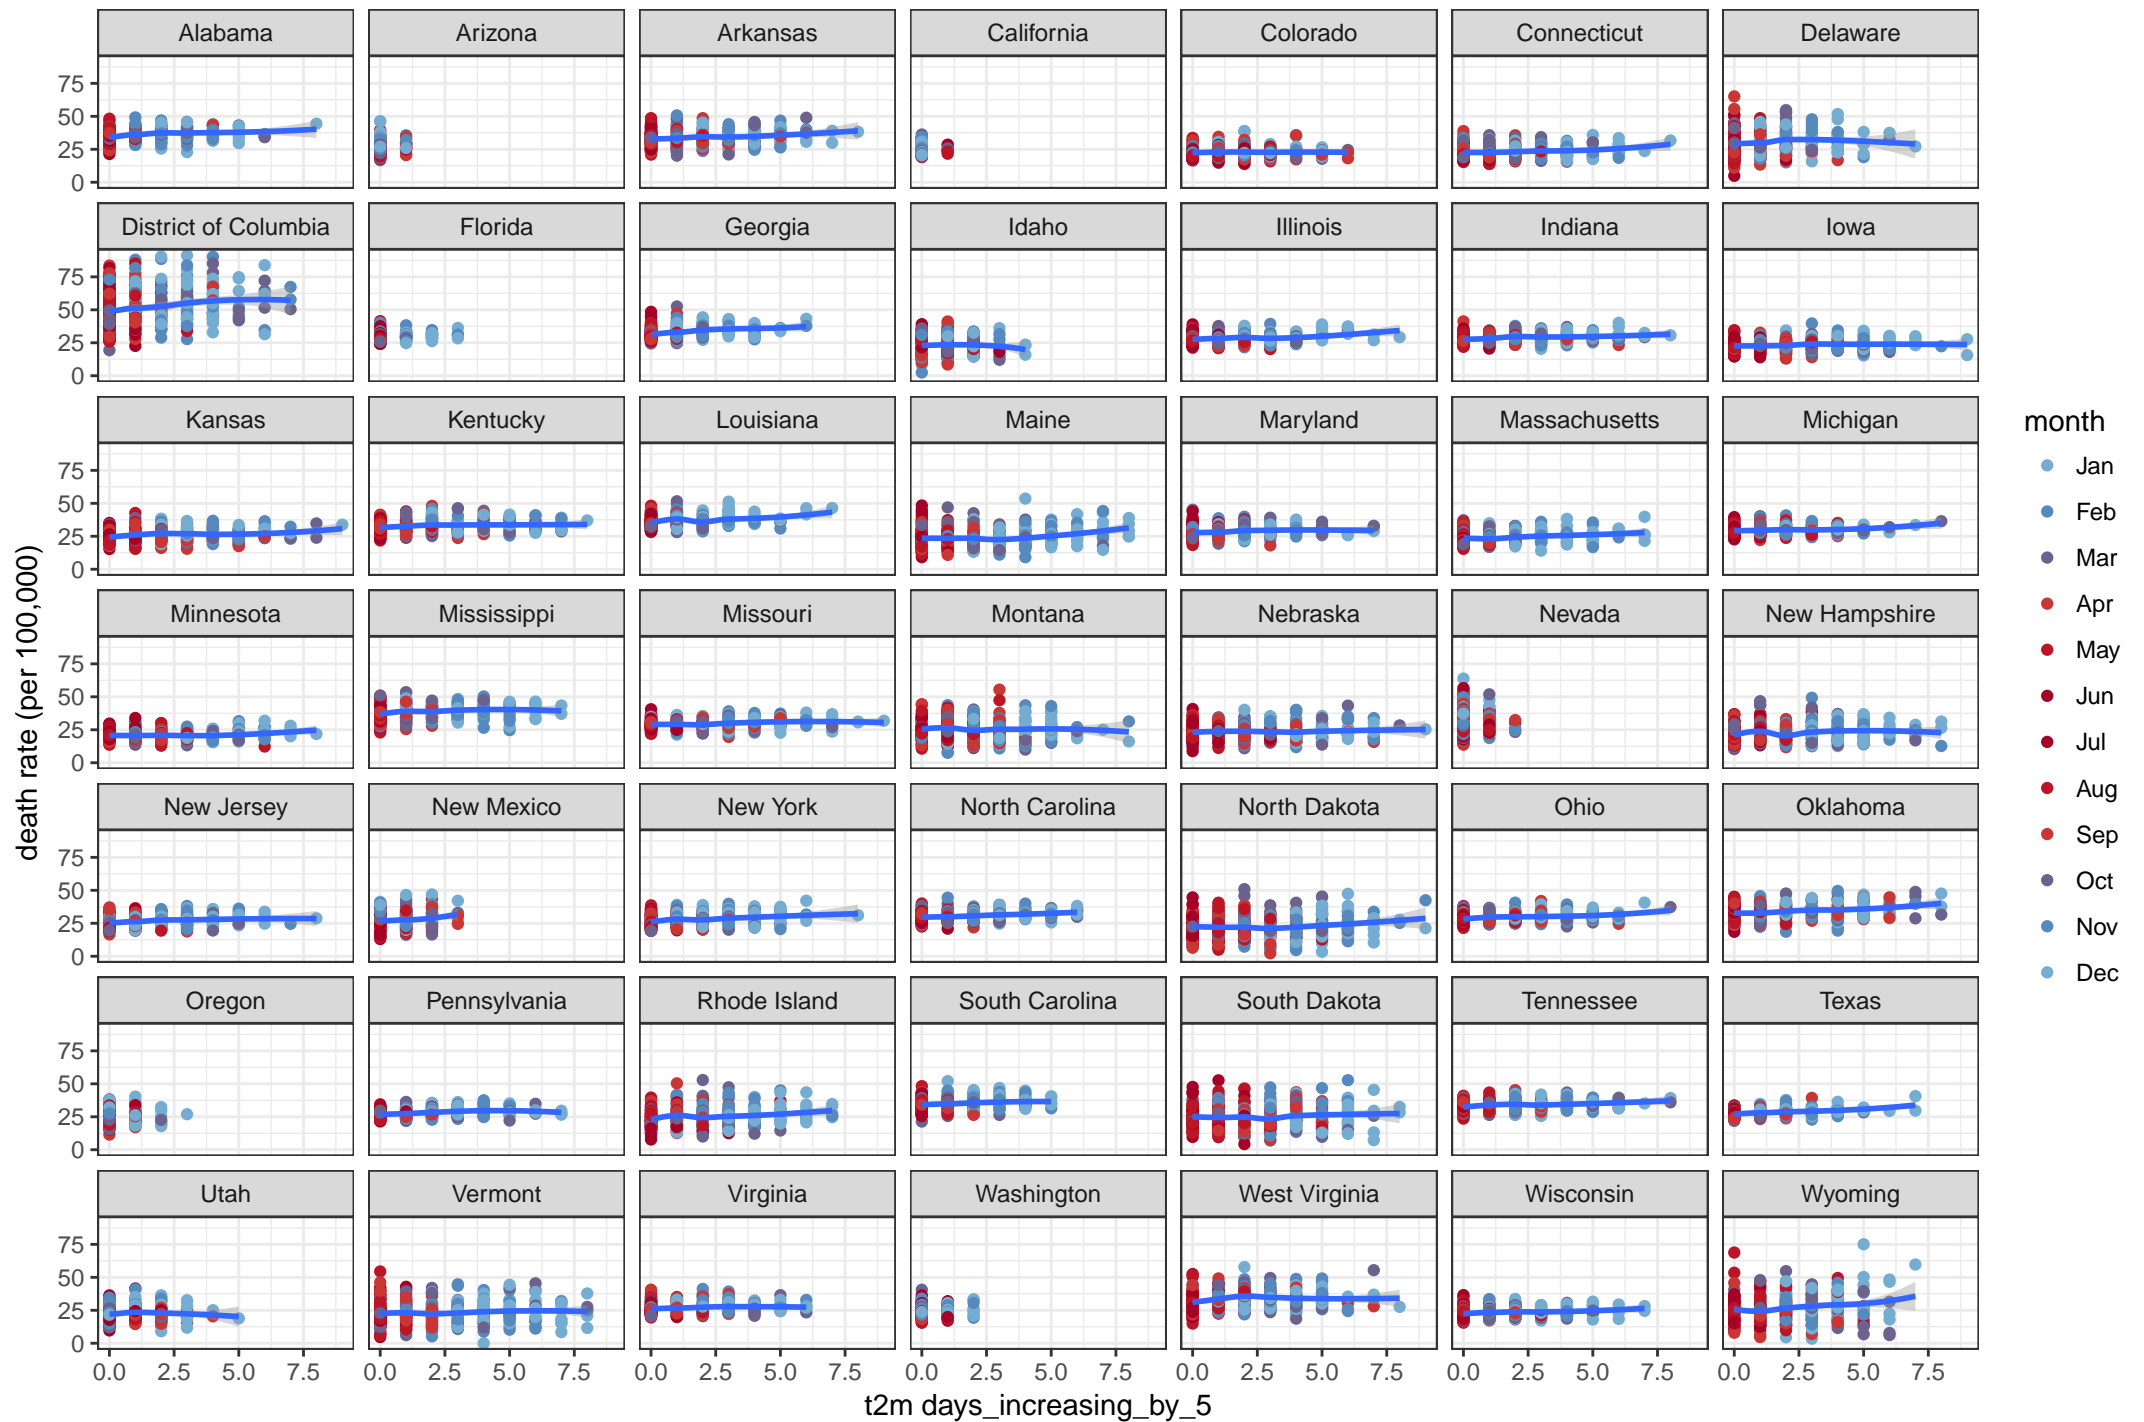 Alabama Arizona Arkansas California Colorado Connecticut Delaware
75
50
25
0
District of Columbia Florida Georgia Idaho Illinois Indiana Iowa
75
50
25
0
Kansas Kentucky Louisiana Maine Maryland Massachusetts Michigan
75
50
25
0
Minnesota Mississippi Missouri Montana Nebraska Nevada New Hampshire
75
50
25
0
New Jersey New Mexico New York North Carolina North Dakota Ohio Oklahoma
75
50
25
0
Oregon Pennsylvania Rhode Island South Carolina South Dakota Tennessee Texas
75
50
25
0
Utah Vermont Virginia Washington West Virginia Wisconsin Wyoming
75
50
25
0
0.0 2.5 5.0 7.5 0.0 2.5 5.0 7.5 0.0 2.5 5.0 7.5 0.0 2.5 5.0 7.5 0.0 2.5 5.0 7.5 0.0 2.5 5.0 7.5 0.0 2.5 5.0 7.5
t2m days_increasing_by_5
death rate (per 100,000)
month
Jan
Feb
Mar
Apr
May
Jun
Jul
Aug
Sep
Oct
Nov
Dec